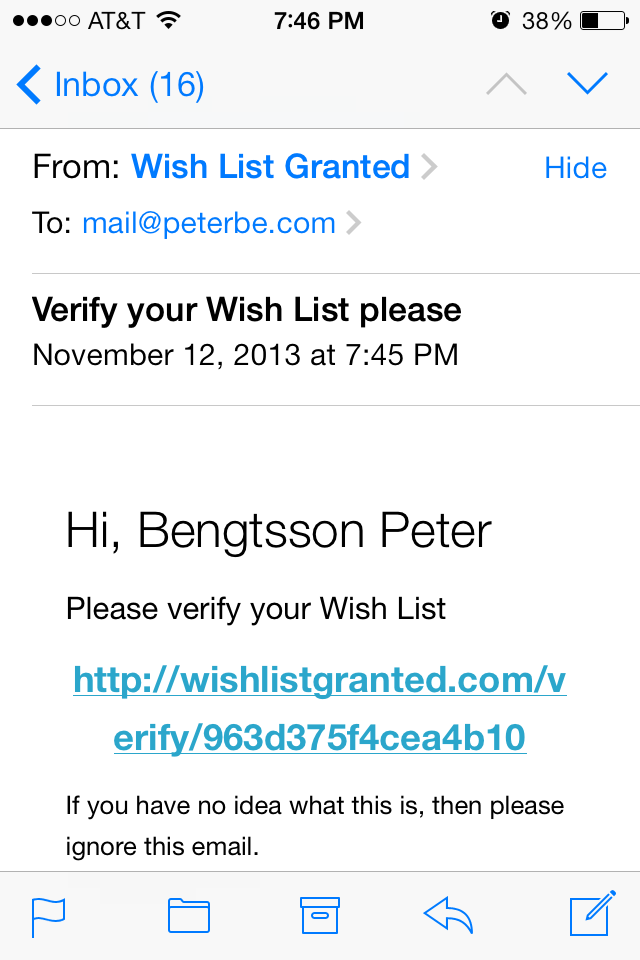 AT&T 7:46 PM 38%
Inbox (16)
From: Wish List Granted Hide
To: mail@peterbe.com
Verify your Wish List please
November 12, 2013 at 7:45 PM
Hi, Bengtsson Peter
Please verify your Wish List
http://wishlistgranted.com/v
erify/963d375f4cea4b10
If you have no idea what this is, then please
ignore this email.